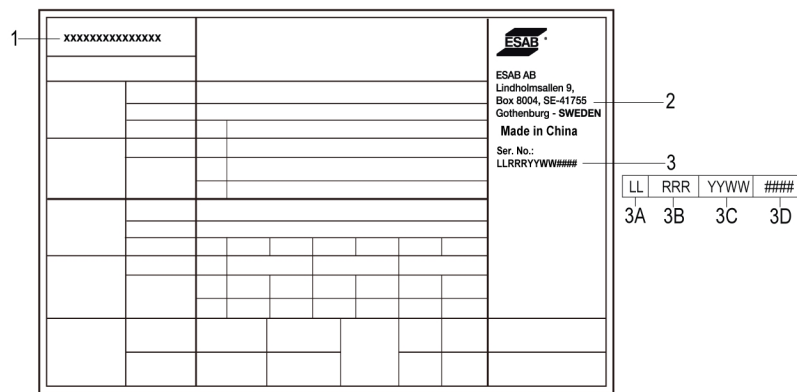 1
xxxxxxxxxxxxxxx
ESAB
ESAB AB
Lindholmsallen 9,
Box 8004, SE-41755
Gothenburg - SWEDEN
2
Made in China
Ser. No.:
LLRRRYYWW####
3
LL RRR YYWW ####
3A 3B 3C 3D